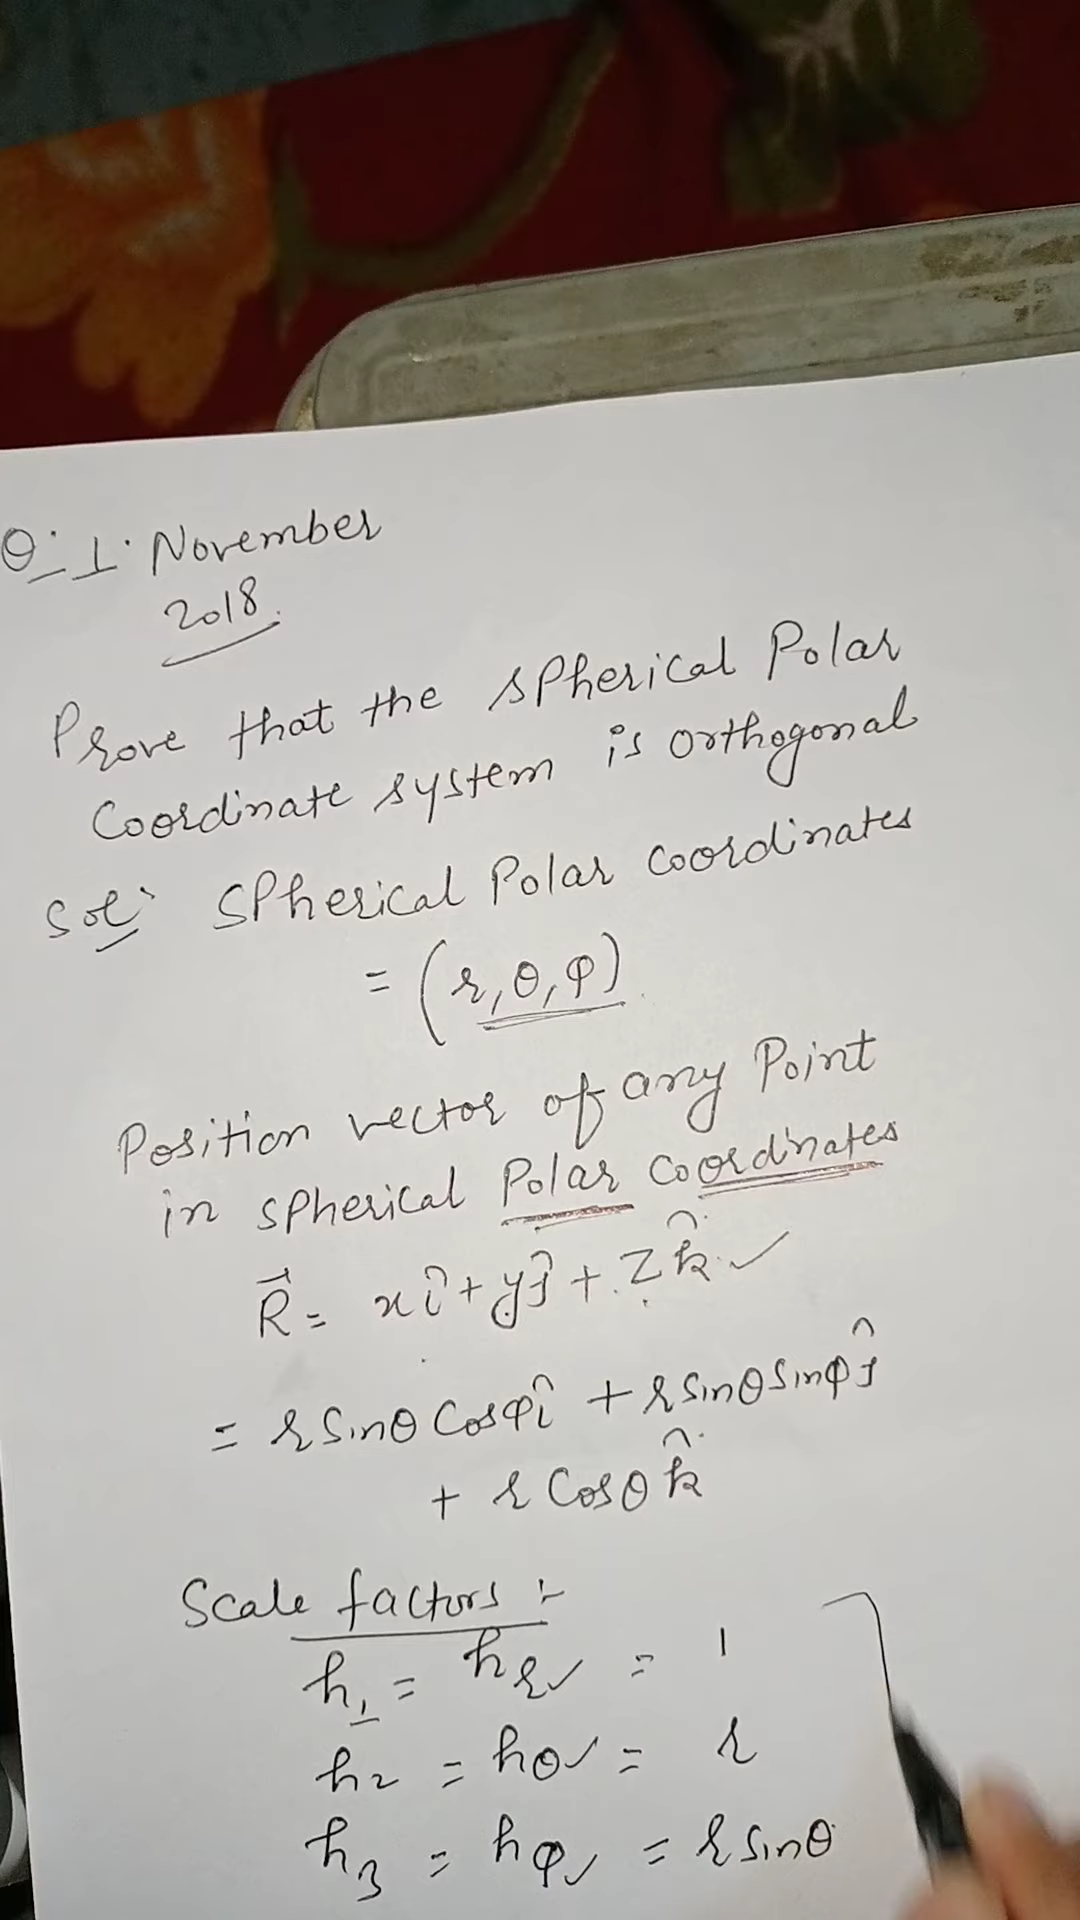 Q.1. November
2018.
Prove that the spherical Polar
Coordinate system is orthogonal
Sol: Spherical Polar coordinates
= (r, θ, φ)
Position vector of any Point
in spherical Polar coordinates
R⃗ = xî + yĵ + zk̂ ✓
= r sinθ cosφ î + r sinθ sinφ ĵ
+ r cosθ k̂
Scale factors :-
h₁ = hr ✓ = 1
h₂ = hθ ✓ = r
h₃ = hφ ✓ = r sinθ